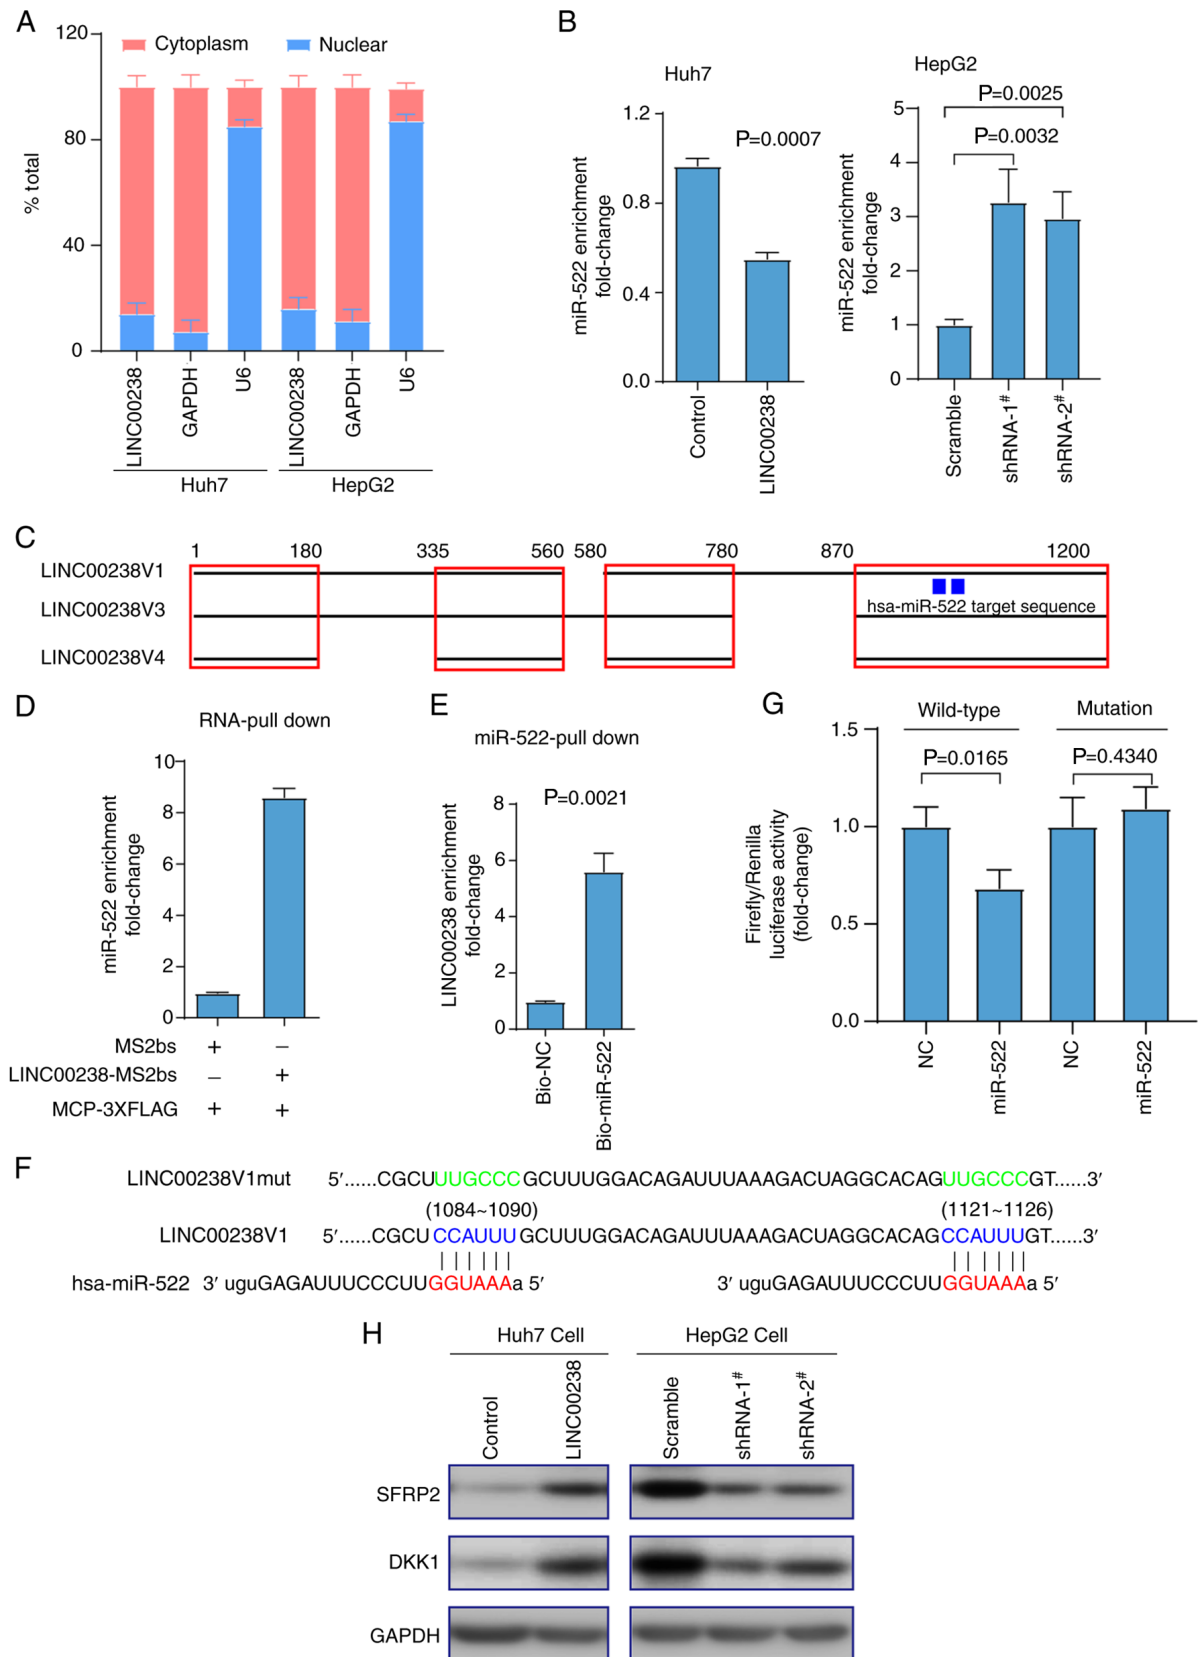 A
120
80
40
0
% total
Cytoplasm
Nuclear
LINC00238
GAPDH
U6
LINC00238
GAPDH
U6
Huh7
HepG2
B
Huh7
miR-522 enrichment
fold-change
1.2
0.8
0.4
0.0
P=0.0007
Control
LINC00238
HepG2
miR-522 enrichment
fold-change
5
4
3
2
1
0
P=0.0025
P=0.0032
Scramble
shRNA-1#
shRNA-2#
C
1 180 335 560 580 780 870 1200
LINC00238V1
LINC00238V3
LINC00238V4
hsa-miR-522 target sequence
D
RNA-pull down
miR-522 enrichment
fold-change
10
8
6
4
2
0
MS2bs + –
LINC00238-MS2bs – +
MCP-3XFLAG + +
E
miR-522-pull down
LINC00238 enrichment
fold-change
8
6
4
2
0
P=0.0021
Bio-NC
Bio-miR-522
G
Wild-type
Mutation
Firefly/Renilla
luciferase activity
(fold-change)
1.5
1.0
0.5
0.0
P=0.0165
P=0.4340
NC
miR-522
NC
miR-522
F
LINC00238V1mut 5′......CGCUUUGCCCGCUUUGGACAGAUUUAAAGACUAGGCACAGUUGCCCGT......3′
(1084~1090) (1121~1126)
LINC00238V1 5′......CGCUCCAUUUGCUUUGGACAGAUUUAAAGACUAGGCACAGCCAUUUGT......3′
hsa-miR-522 3′ uguGAGAUUUCCCUUGGUAAAa 5′ 3′ uguGAGAUUUCCCUUGGUAAAa 5′
H
Huh7 Cell
HepG2 Cell
Control
LINC00238
Scramble
shRNA-1#
shRNA-2#
SFRP2
DKK1
GAPDH